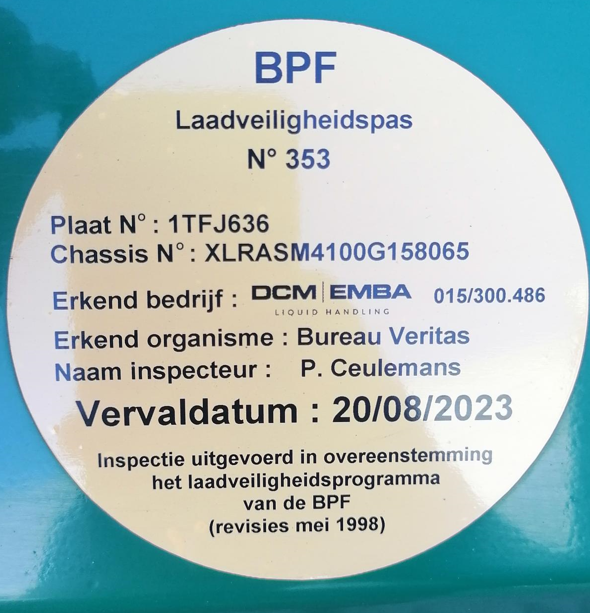 BPF
Laadveiligheidspas
N° 353
Plaat N° : 1TFJ636
Chassis N° : XLRASM4100G158065
Erkend bedrijf : DCM | EMBA 015/300.486
LIQUID HANDLING
Erkend organisme : Bureau Veritas
Naam inspecteur : P. Ceulemans
Vervaldatum : 20/08/2023
Inspectie uitgevoerd in overeenstemming
het laadveiligheidsprogramma
van de BPF
(revisies mei 1998)